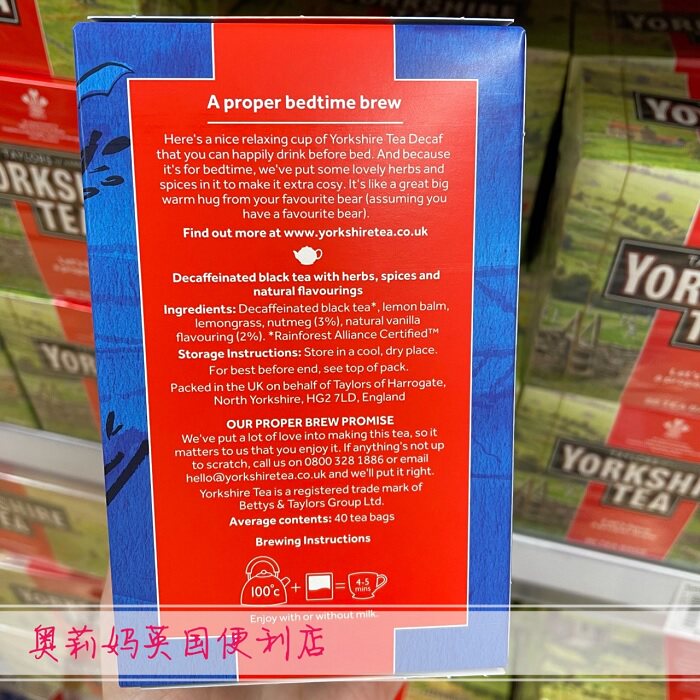 A proper bedtime brew
Here's a nice relaxing cup of Yorkshire Tea Decaf
that you can happily drink before bed. And because
it's for bedtime, we've put some lovely herbs and
spices in it to make it extra cosy. It's like a great big
warm hug from your favourite bear (assuming you
have a favourite bear).
Find out more at www.yorkshiretea.co.uk
Decaffeinated black tea with herbs, spices and
natural flavourings
Ingredients: Decaffeinated black tea*, lemon balm,
lemongrass, nutmeg (3%), natural vanilla
flavouring (2%). *Rainforest Alliance Certified™
Storage Instructions: Store in a cool, dry place.
For best before end, see top of pack.
Packed in the UK on behalf of Taylors of Harrogate,
North Yorkshire, HG2 7LD, England
OUR PROPER BREW PROMISE
We've put a lot of love into making this tea, so it
matters to us that you enjoy it. If anything's not up
to scratch, call us on 0800 328 1886 or email
hello@yorkshiretea.co.uk and we'll put it right.
Yorkshire Tea is a registered trade mark of
Bettys & Taylors Group Ltd.
Average contents: 40 tea bags
Brewing Instructions
100°c + = 4-5
mins
Enjoy with or without milk.
奥莉妈英国便利店
YORKSHIRE
TEA